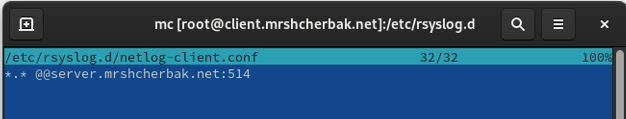 mc [root@client.mrshcherbak.net]:/etc/rsyslog.d
/etc/rsyslog.d/netlog-client.conf 32/32 100%
*.* @@server.mrshcherbak.net:514